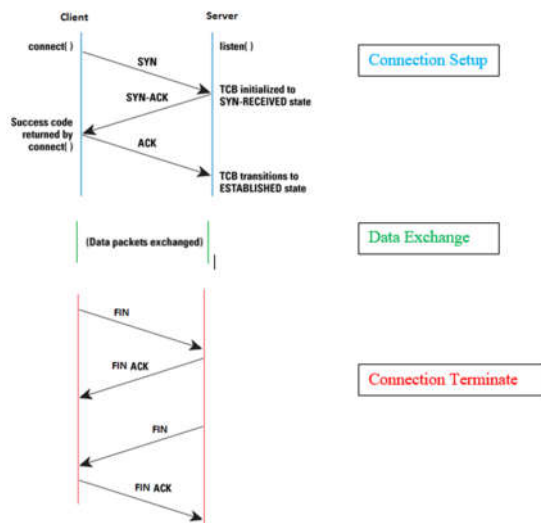 Client Server
connect( ) listen( )
SYN
Connection Setup
SYN-ACK
TCB initialized to
SYN-RECEIVED state
Success code
returned by
connect( )
ACK
TCB transitions to
ESTABLISHED state
(Data packets exchanged)
Data Exchange
FIN
FIN ACK
Connection Terminate
FIN
FIN ACK